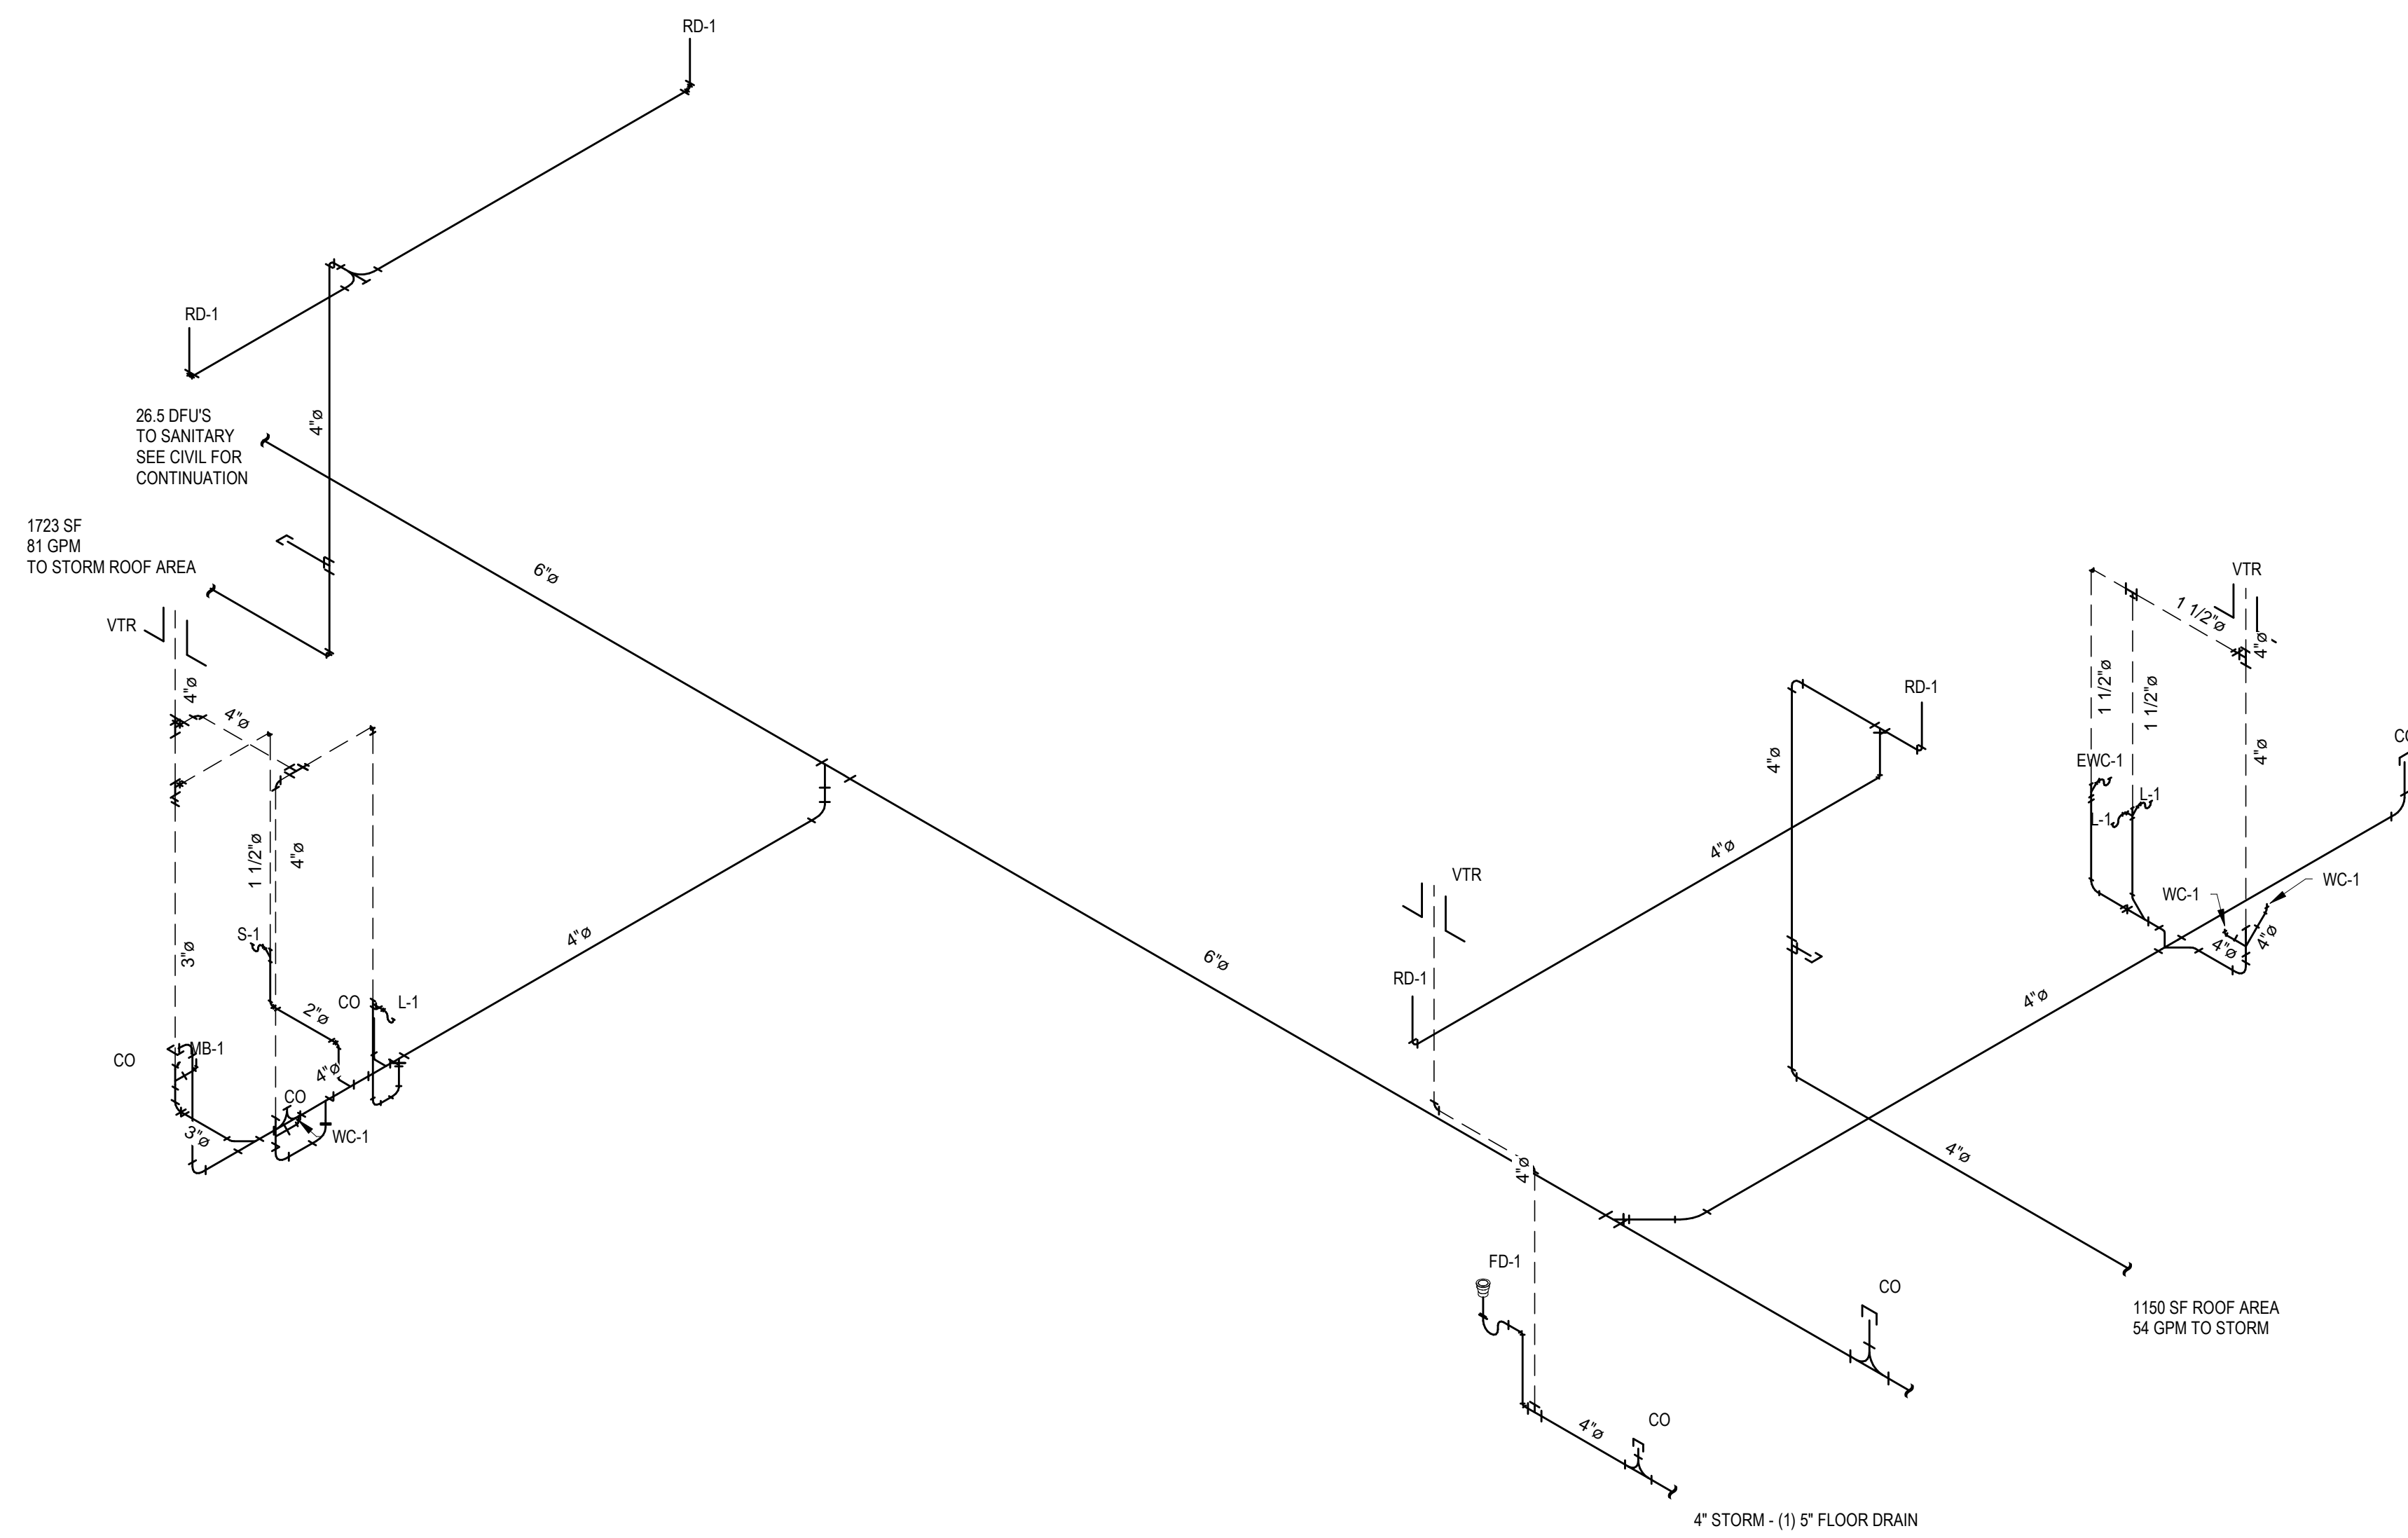 RD-1
RD-1
26.5 DFU'S
TO SANITARY
SEE CIVIL FOR
CONTINUATION
4"ø
1723 SF
81 GPM
TO STORM ROOF AREA
6"ø
VTR
4"ø
4"ø
1 1/2"ø
4"ø
3"ø
S-1
2"ø
CO
L-1
CO
MB-1
4"ø
CO
3"ø
WC-1
4"ø
6"ø
VTR
RD-1
4"ø
4"ø
RD-1
VTR
1 1/2"ø
4"ø
1 1/2"ø
1 1/2"ø
4"ø
EWC-1
L-1
L-1
CO
WC-1
WC-1
4"ø
4"ø
4"ø
4"ø
4"ø
FD-1
CO
1150 SF ROOF AREA
54 GPM TO STORM
4"ø
CO
4" STORM - (1) 5" FLOOR DRAIN